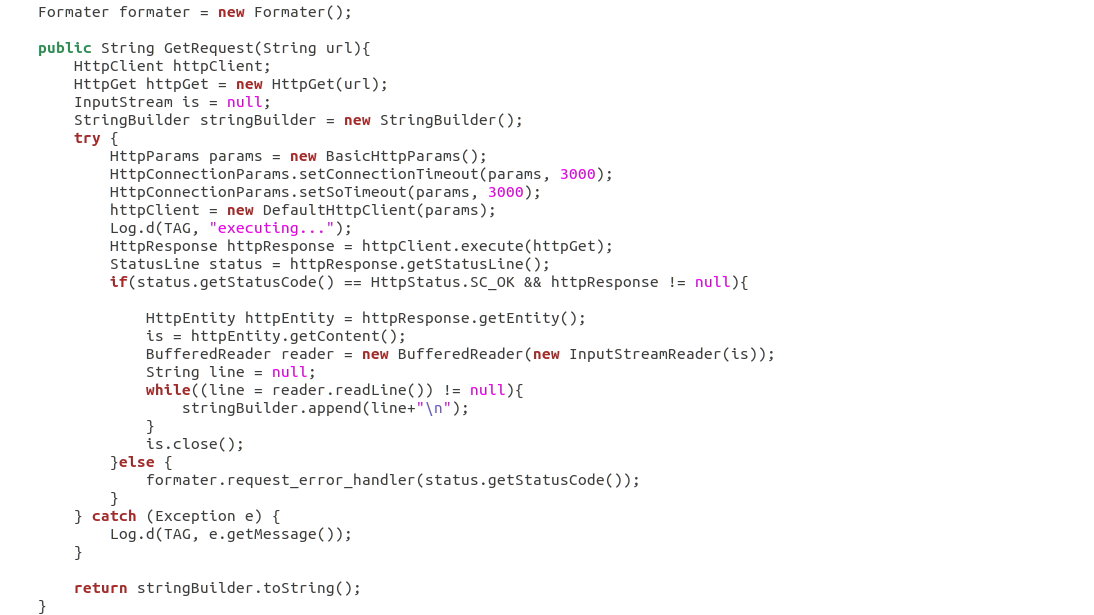 Formater formater = new Formater();
public String GetRequest(String url){
HttpClient httpClient;
HttpGet httpGet = new HttpGet(url);
InputStream is = null;
StringBuilder stringBuilder = new StringBuilder();
try {
HttpParams params = new BasicHttpParams();
HttpConnectionParams.setConnectionTimeout(params, 3000);
HttpConnectionParams.setSoTimeout(params, 3000);
httpClient = new DefaultHttpClient(params);
Log.d(TAG, "executing...");
HttpResponse httpResponse = httpClient.execute(httpGet);
StatusLine status = httpResponse.getStatusLine();
if(status.getStatusCode() == HttpStatus.SC_OK && httpResponse != null){
HttpEntity httpEntity = httpResponse.getEntity();
is = httpEntity.getContent();
BufferedReader reader = new BufferedReader(new InputStreamReader(is));
String line = null;
while((line = reader.readLine()) != null){
stringBuilder.append(line+"\n");
}
is.close();
}else {
formater.request_error_handler(status.getStatusCode());
}
} catch (Exception e) {
Log.d(TAG, e.getMessage());
}
return stringBuilder.toString();
}